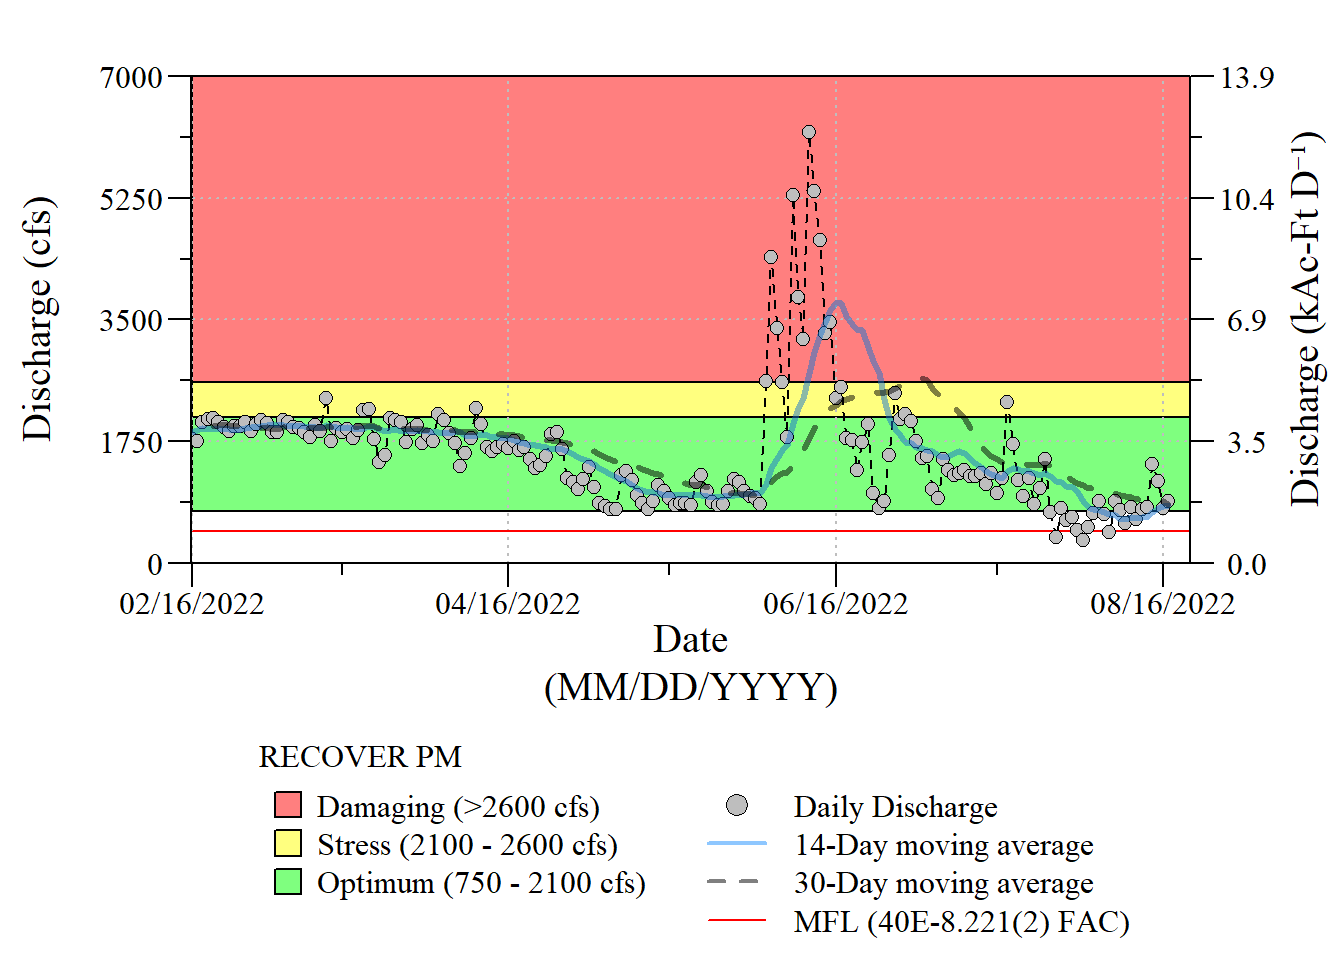 7000
5250
3500
1750
0
Discharge (cfs)
13.9
10.4
6.9
3.5
0.0
Discharge (kAc-Ft D⁻¹)
02/16/2022
04/16/2022
06/16/2022
08/16/2022
Date
(MM/DD/YYYY)
RECOVER PM
Damaging (>2600 cfs)
Stress (2100 - 2600 cfs)
Optimum (750 - 2100 cfs)
Daily Discharge
14-Day moving average
30-Day moving average
MFL (40E-8.221(2) FAC)